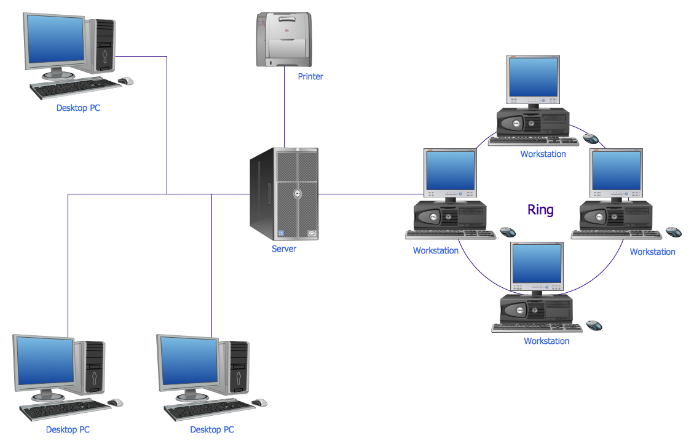 Printer
Desktop PC
Workstation
Ring
Server
Workstation
Workstation
Workstation
Desktop PC
Desktop PC